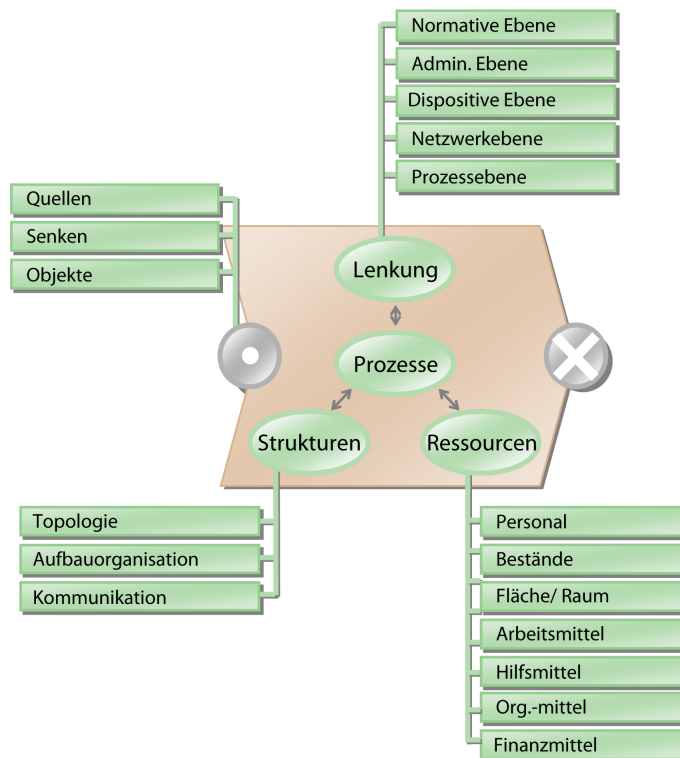 Normative Ebene
Admin. Ebene
Dispositive Ebene
Netzwerkebene
Prozessebene
Quellen
Senken
Objekte
Lenkung
Prozesse
Strukturen
Ressourcen
Topologie
Aufbauorganisation
Kommunikation
Personal
Bestände
Fläche/ Raum
Arbeitsmittel
Hilfsmittel
Org.-mittel
Finanzmittel